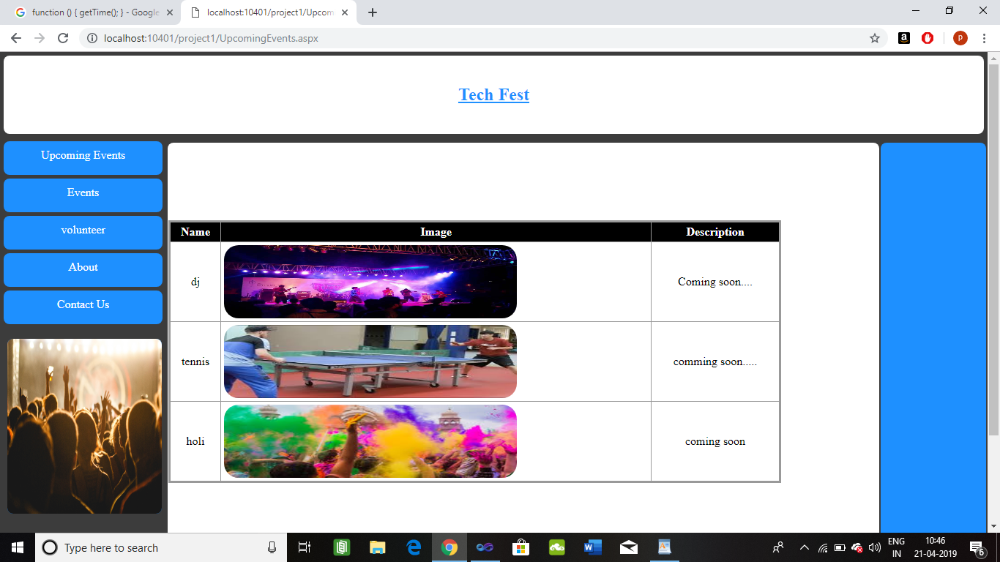 function () { getTime(); } - Google
localhost:10401/project1/Upcom
localhost:10401/project1/UpcomingEvents.aspx
Tech Fest
Upcoming Events
Events
volunteer
About
Contact Us
Name Image Description
dj Coming soon....
tennis comming soon.....
holi coming soon
Type here to search
ENG
IN
10:46
21-04-2019
6